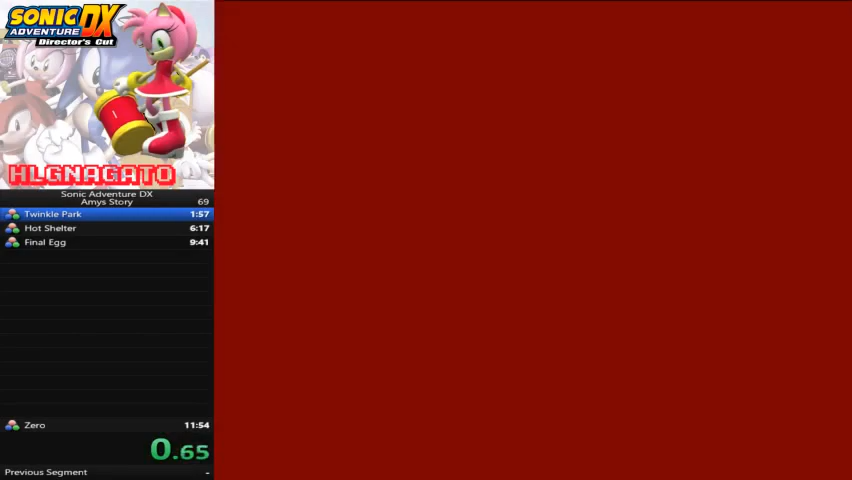 SONIC
ADVENTURE DX
Director's Cut
HLGNAGATO
Sonic Adventure DX
Amys Story 69
Twinkle Park 1:57
Hot Shelter 6:17
Final Egg 9:41
Zero 11:54
0.65
Previous Segment -